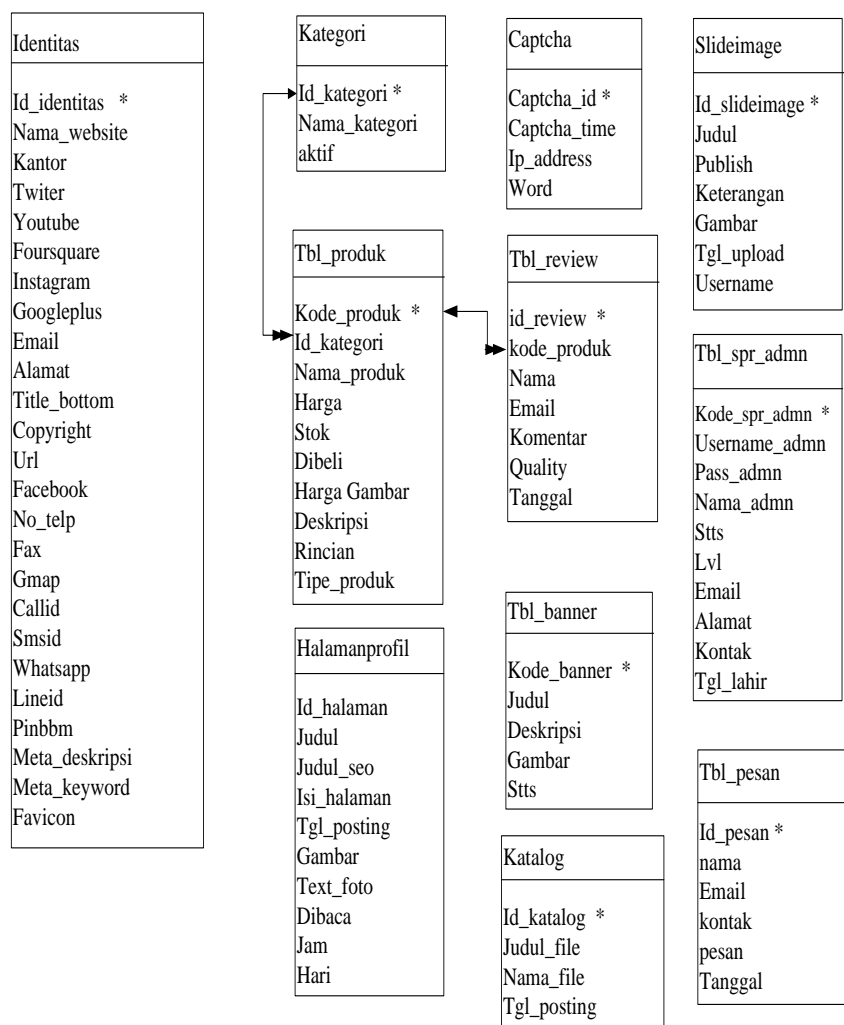 Identitas
Id_identitas *
Nama_website
Kantor
Twiter
Youtube
Foursquare
Instagram
Googleplus
Email
Alamat
Title_bottom
Copyright
Url
Facebook
No_telp
Fax
Gmap
Callid
Smsid
Whatsapp
Lineid
Pinbbm
Meta_deskripsi
Meta_keyword
Favicon
Kategori
Id_kategori *
Nama_kategori
aktif
Tbl_produk
Kode_produk *
Id_kategori
Nama_produk
Harga
Stok
Dibeli
Harga Gambar
Deskripsi
Rincian
Tipe_produk
Halamanprofil
Id_halaman
Judul
Judul_seo
Isi_halaman
Tgl_posting
Gambar
Text_foto
Dibaca
Jam
Hari
Captcha
Captcha_id *
Captcha_time
Ip_address
Word
Tbl_review
id_review *
kode_produk
Nama
Email
Komentar
Quality
Tanggal
Tbl_banner
Kode_banner *
Judul
Deskripsi
Gambar
Stts
Katalog
Id_katalog *
Judul_file
Nama_file
Tgl_posting
Slideimage
Id_slideimage *
Judul
Publish
Keterangan
Gambar
Tgl_upload
Username
Tbl_spr_admn
Kode_spr_admn *
Username_admn
Pass_admn
Nama_admn
Stts
Lvl
Email
Alamat
Kontak
Tgl_lahir
Tbl_pesan
Id_pesan *
nama
Email
kontak
pesan
Tanggal